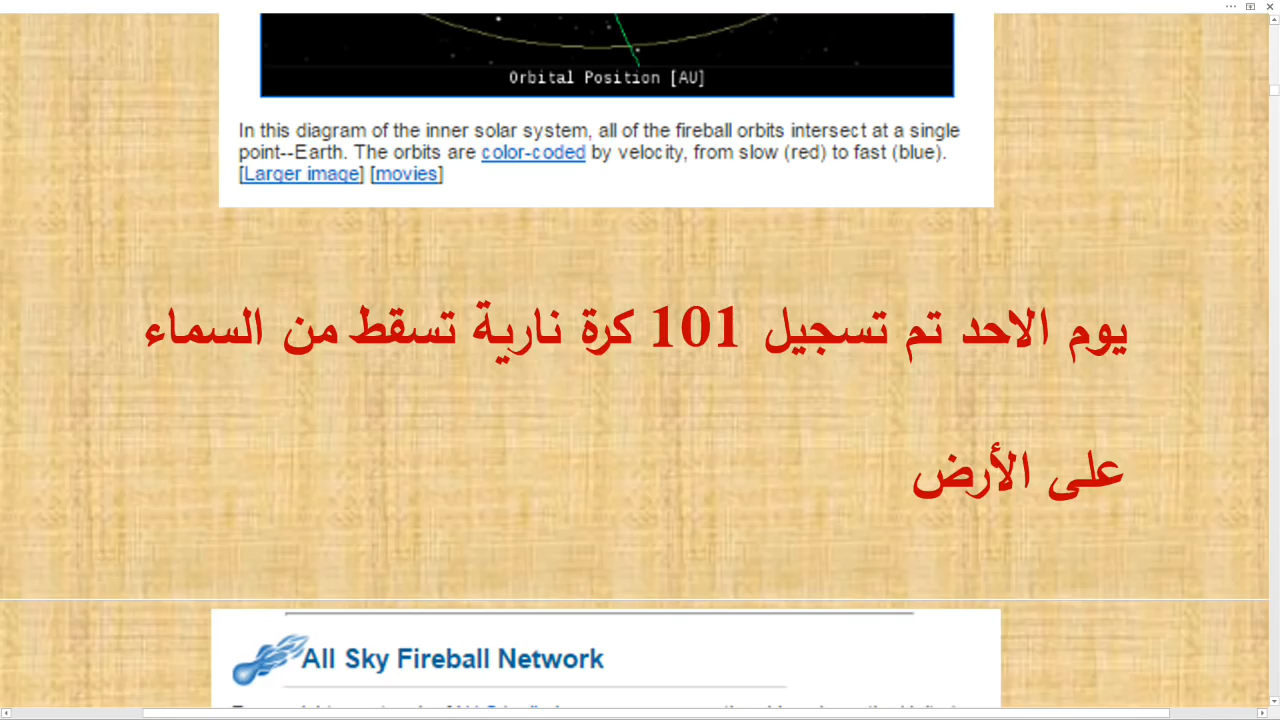 Orbital Position [AU]
In this diagram of the inner solar system, all of the fireball orbits intersect at a single
point--Earth. The orbits are color-coded by velocity, from slow (red) to fast (blue).
[Larger image] [movies]
يوم الاحد تم تسجيل 101 كرة نارية تسقط من السماء
على الأرض
All Sky Fireball Network